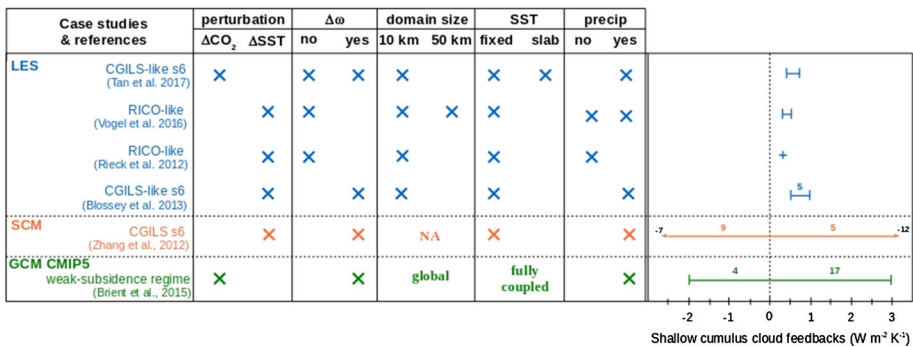 Case studies
& references
perturbation
Δω
domain size
SST
precip
ΔCO₂ ΔSST
no yes
10 km 50 km
fixed slab
no yes
LES
CGILS-like s6
(Tan et al. 2017)
RICO-like
(Vogel et al. 2016)
RICO-like
(Rieck et al. 2012)
CGILS-like s6
(Blossey et al. 2013)
5
SCM
CGILS s6
(Zhang et al., 2012)
NA
-7 9 5 -12
GCM CMIP5
weak-subsidence regime
(Brient et al., 2015)
global
fully
coupled
4 17
-2 -1 0 1 2 3
Shallow cumulus cloud feedbacks (W m⁻² K⁻¹)